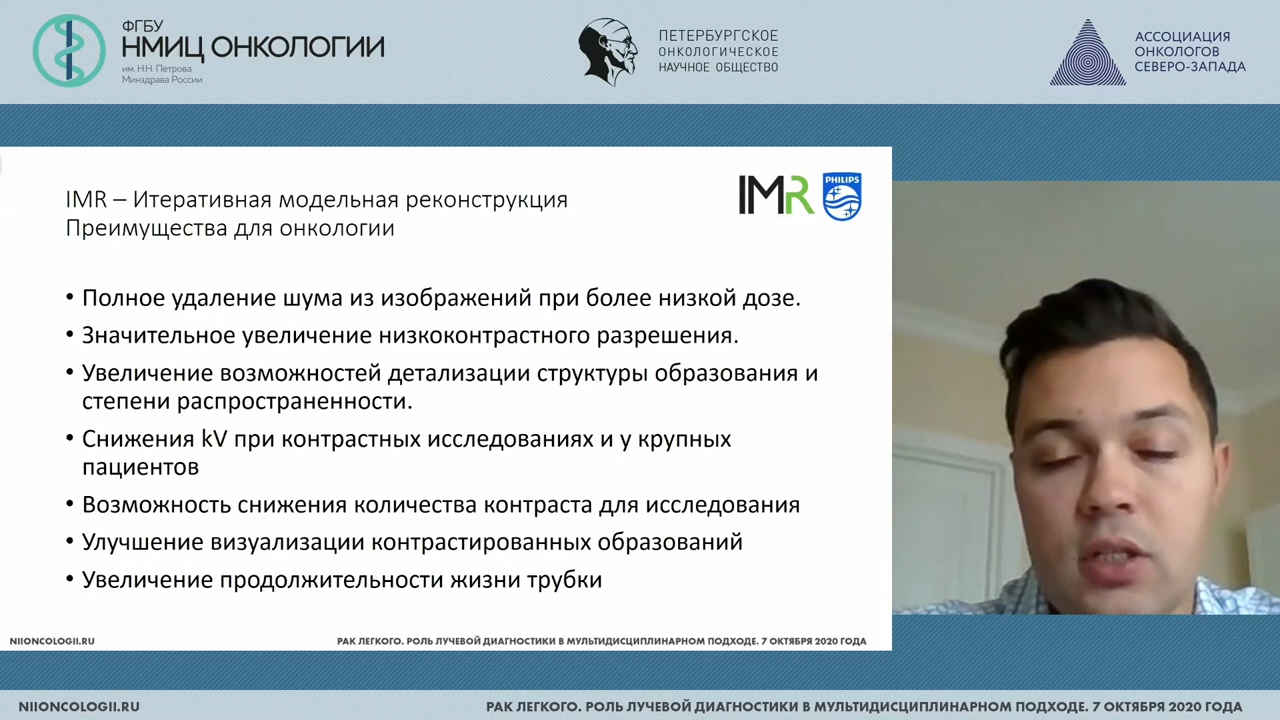 ФГБУ
НМИЦ ОНКОЛОГИИ
им. Н.Н. Петрова
Минздрава России
ПЕТЕРБУРГСКОЕ
ОНКОЛОГИЧЕСКОЕ
НАУЧНОЕ ОБЩЕСТВО
АССОЦИАЦИЯ
ОНКОЛОГОВ
СЕВЕРО-ЗАПАДА
IMR – Итеративная модельная реконструкция
Преимущества для онкологии
IMR
PHILIPS
• Полное удаление шума из изображений при более низкой дозе.
• Значительное увеличение низкоконтрастного разрешения.
• Увеличение возможностей детализации структуры образования и
степени распространенности.
• Снижения kV при контрастных исследованиях и у крупных
пациентов
• Возможность снижения количества контраста для исследования
• Улучшение визуализации контрастированных образований
• Увеличение продолжительности жизни трубки
NIIONCOLOGII.RU
РАК ЛЕГКОГО. РОЛЬ ЛУЧЕВОЙ ДИАГНОСТИКИ В МУЛЬТИДИСЦИПЛИНАРНОМ ПОДХОДЕ. 7 ОКТЯБРЯ 2020 ГОДА
NIIONCOLOGII.RU
РАК ЛЕГКОГО. РОЛЬ ЛУЧЕВОЙ ДИАГНОСТИКИ В МУЛЬТИДИСЦИПЛИНАРНОМ ПОДХОДЕ. 7 ОКТЯБРЯ 2020 ГОДА